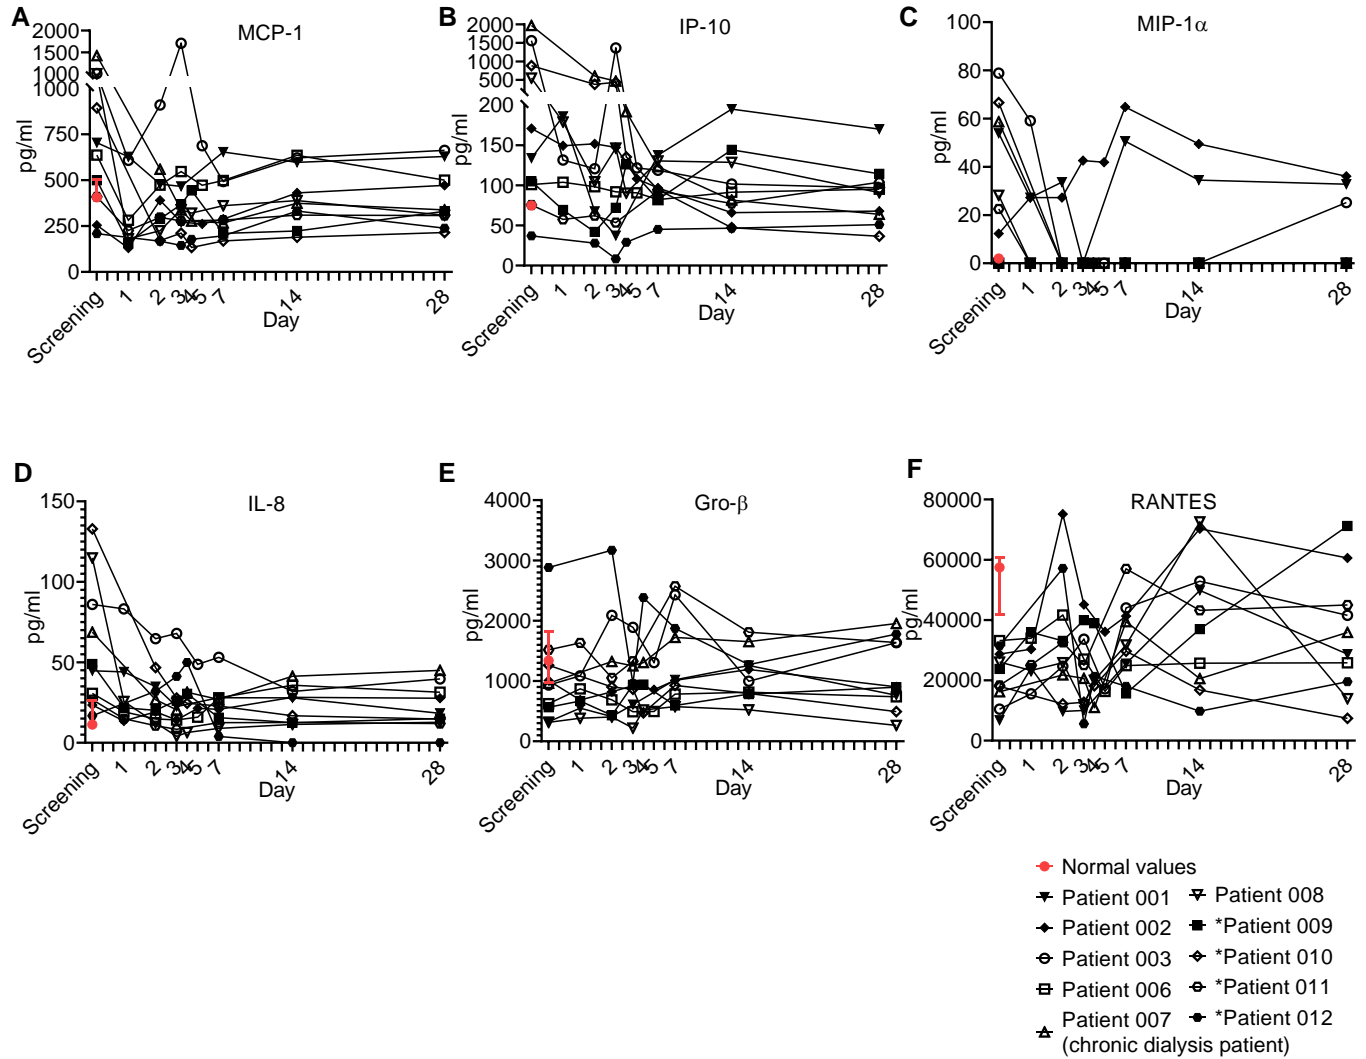 A
MCP-1
2000
1500
1000
1000
750
500
250
0
pg/ml
Screening
1
2
3
4
5
7
14
28
Day
B
IP-10
2000
1500
1000
500
200
150
100
50
0
pg/ml
Screening
1
2
3
4
5
7
14
28
Day
C
MIP-1α
100
80
60
40
20
0
pg/ml
Screening
1
2
3
4
5
7
14
28
Day
D
IL-8
150
100
50
0
pg/ml
Screening
1
2
3
4
5
7
14
28
Day
E
Gro-β
4000
3000
2000
1000
0
pg/ml
Screening
1
2
3
4
5
7
14
28
Day
F
RANTES
80000
60000
40000
20000
0
pg/ml
Screening
1
2
3
4
5
7
14
28
Day
Normal values
Patient 001
Patient 002
Patient 003
Patient 006
Patient 007
(chronic dialysis patient)
Patient 008
*Patient 009
*Patient 010
*Patient 011
*Patient 012